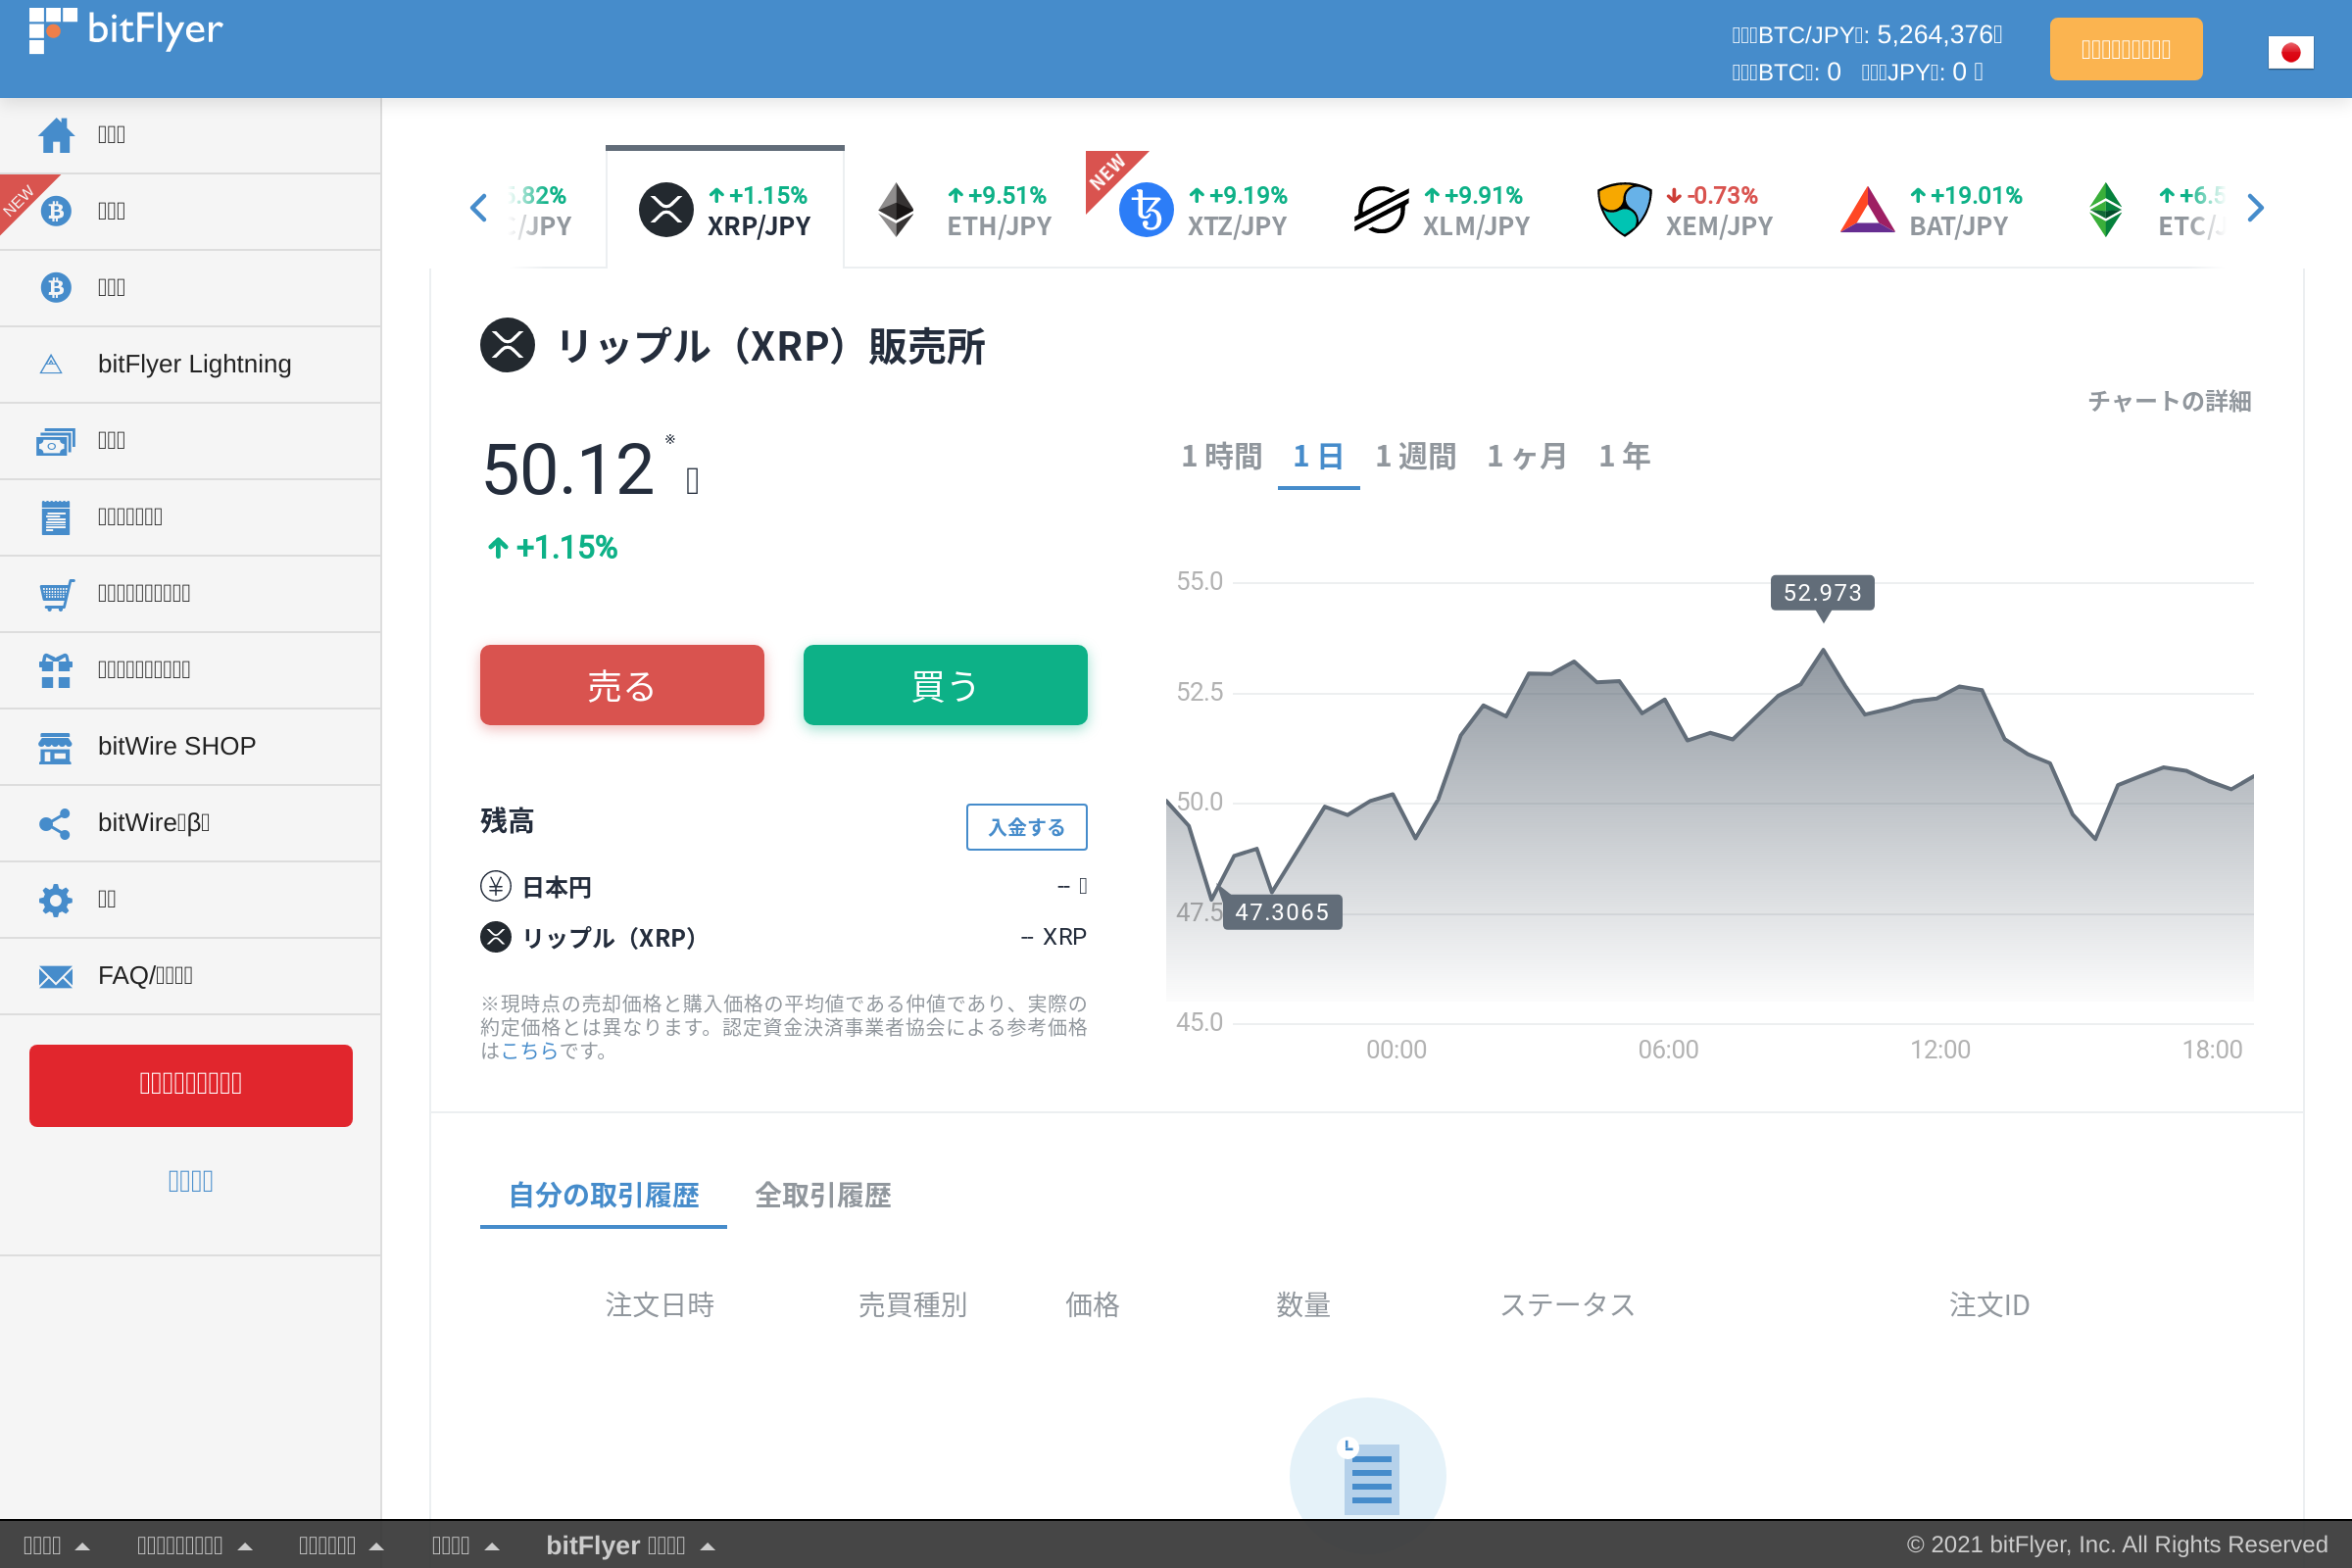 bitFlyer
BTC/JPY: 5,264,376
BTC: 0 JPY: 0
NEW
bitFlyer Lightning
bitWire SHOP
bitWire β
FAQ/
5.82%
C/JPY
+1.15%
XRP/JPY
+9.51%
ETH/JPY
NEW
+9.19%
XTZ/JPY
+9.91%
XLM/JPY
-0.73%
XEM/JPY
+19.01%
BAT/JPY
+6.5
ETC/J
リップル（XRP）販売所
チャートの詳細
50.12 ※
+1.15%
1 時間 1 日 1 週間 1 ヶ月 1 年
売る 買う
残高 入金する
日本円 --
リップル（XRP） -- XRP
※現時点の売却価格と購入価格の平均値である仲値であり、実際の
約定価格とは異なります。認定資金決済事業者協会による参考価格
はこちらです。
55.0
52.5
50.0
47.5
45.0
52.973
47.3065
00:00 06:00 12:00 18:00
自分の取引履歴 全取引履歴
注文日時 売買種別 価格 数量 ステータス 注文ID
bitFlyer
© 2021 bitFlyer, Inc. All Rights Reserved